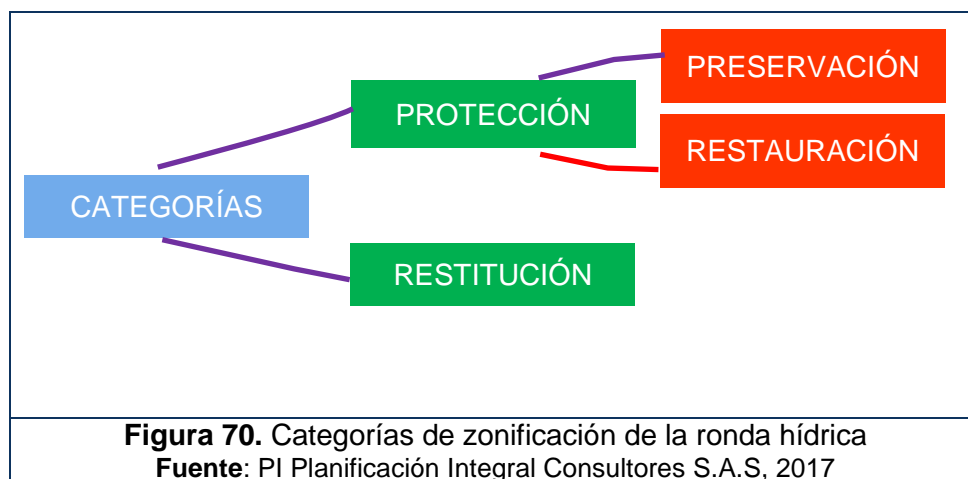 PRESERVACIÓN
PROTECCIÓN
RESTAURACIÓN
CATEGORÍAS
RESTITUCIÓN
Figura 70. Categorías de zonificación de la ronda hídrica
Fuente: PI Planificación Integral Consultores S.A.S, 2017